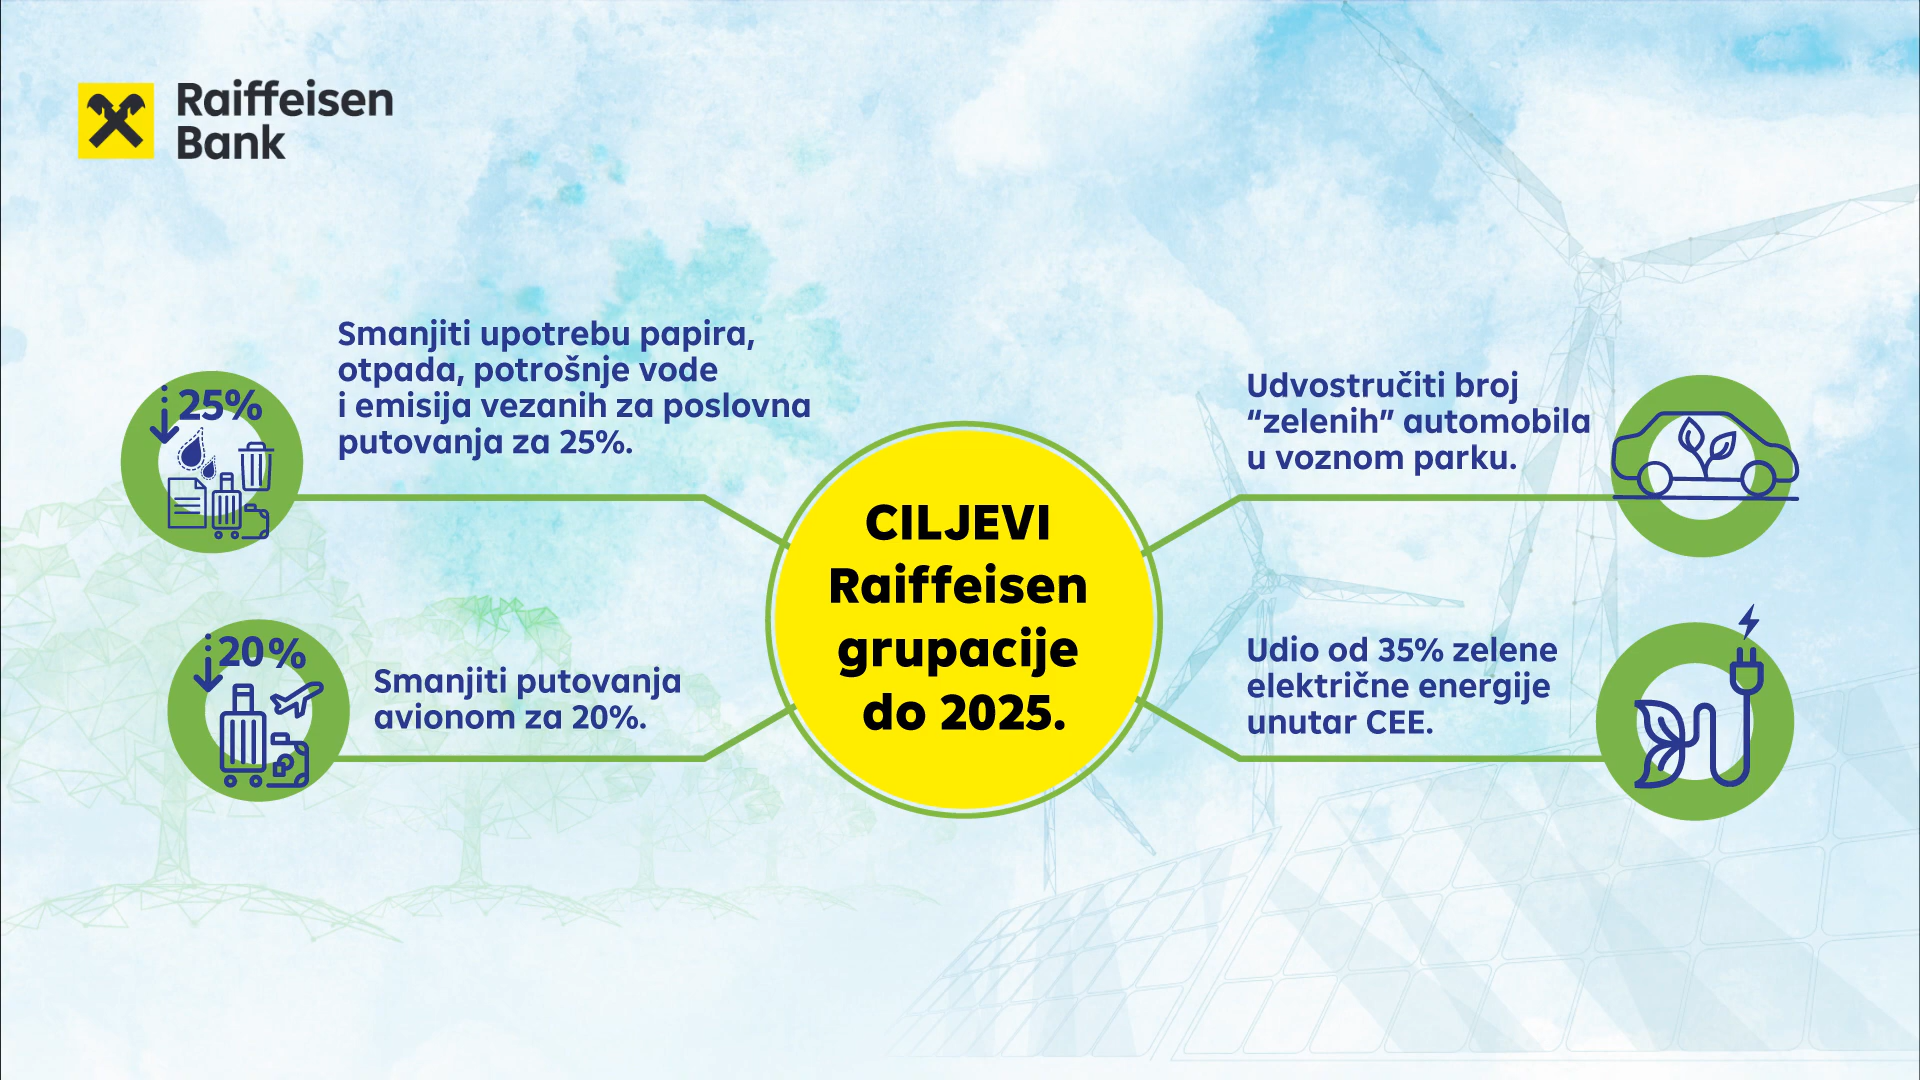 Raiffeisen
Bank
25%
Smanjiti upotrebu papira,
otpada, potrošnje vode
i emisija vezanih za poslovna
putovanja za 25%.
20%
Smanjiti putovanja
avionom za 20%.
CILJEVI
Raiffeisen
grupacije
do 2025.
Udvostručiti broj
“zelenih” automobila
u voznom parku.
Udio od 35% zelene
električne energije
unutar CEE.